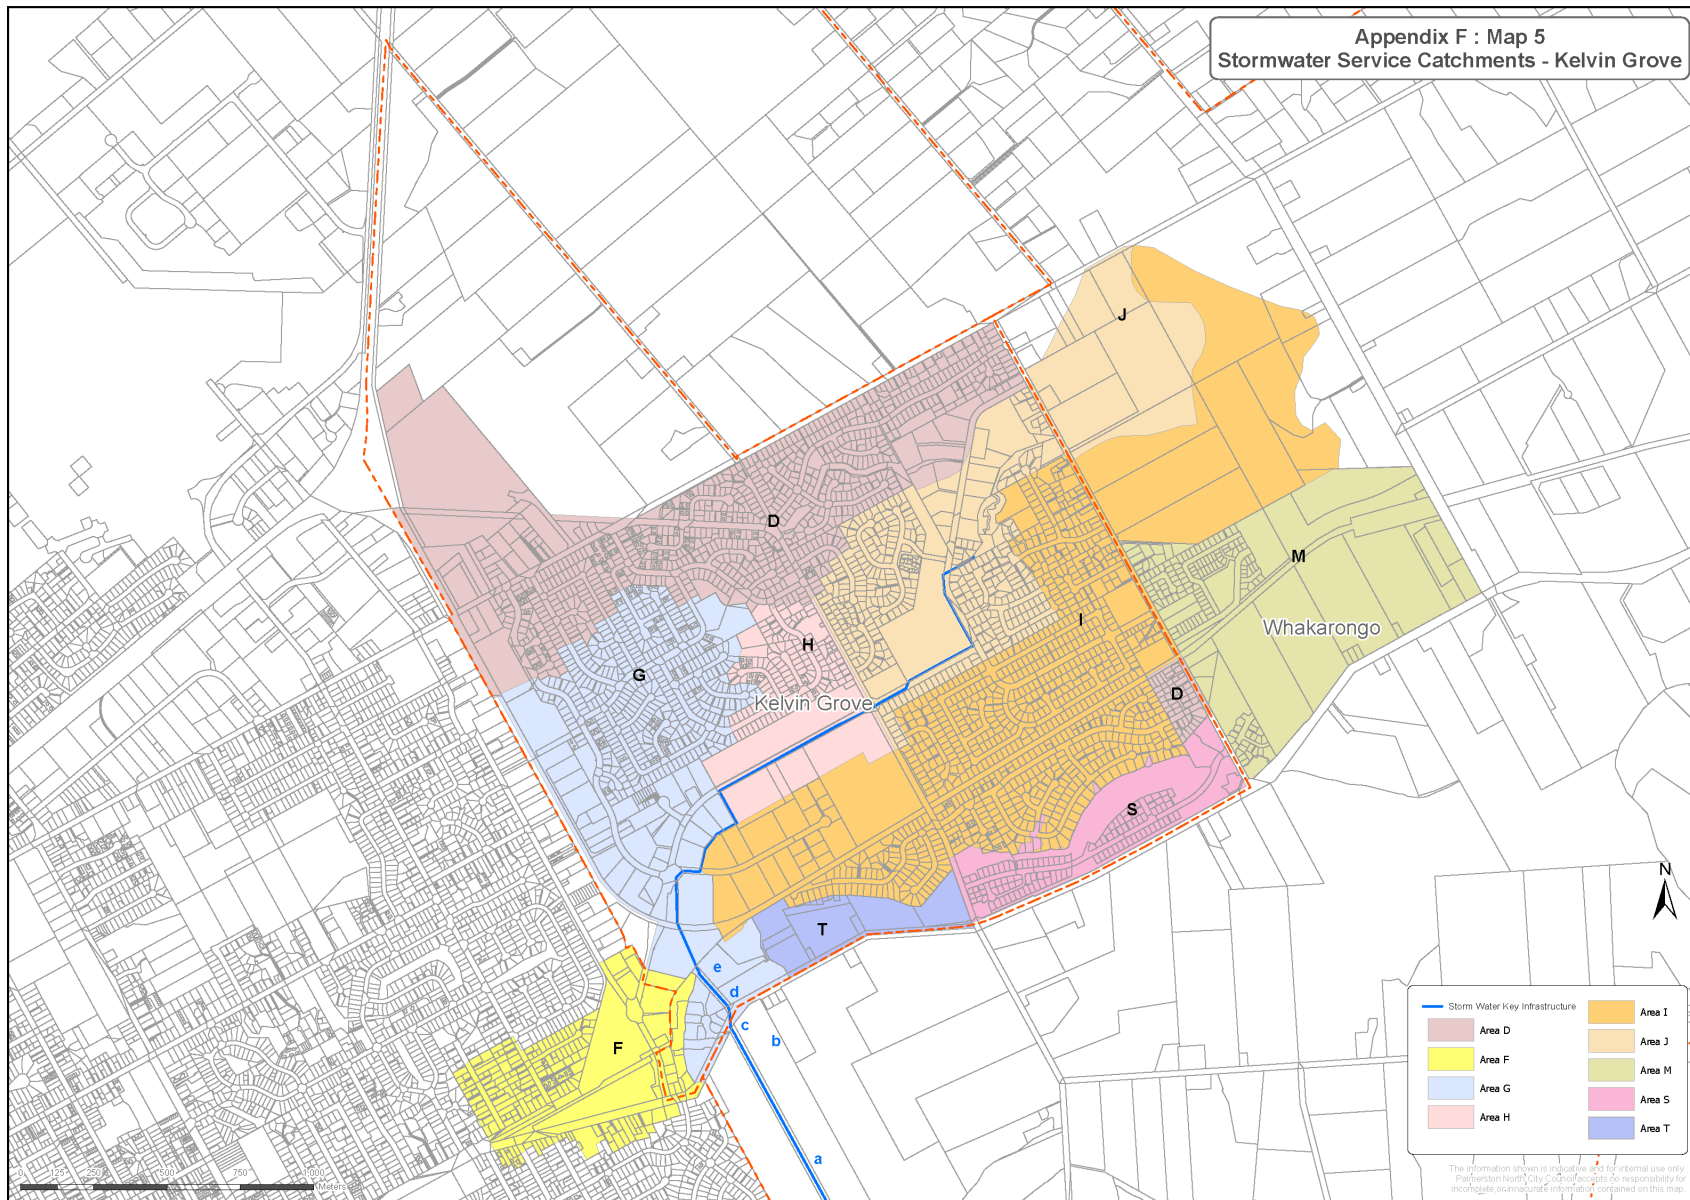 Appendix F : Map 5
Stormwater Service Catchments - Kelvin Grove
J
D
M
I
Whakarongo
H
G
D
Kelvin Grove
S
N
T
e
d
c
b
F
a
Storm Water Key Infrastructure
Area D
Area F
Area G
Area H
Area I
Area J
Area M
Area S
Area T
0 125 250 500 750 1,000
Meters
The information shown is indicative and for internal use only.
Palmerston North City Council accepts no responsibility for
incomplete or innacurate information contained on this map